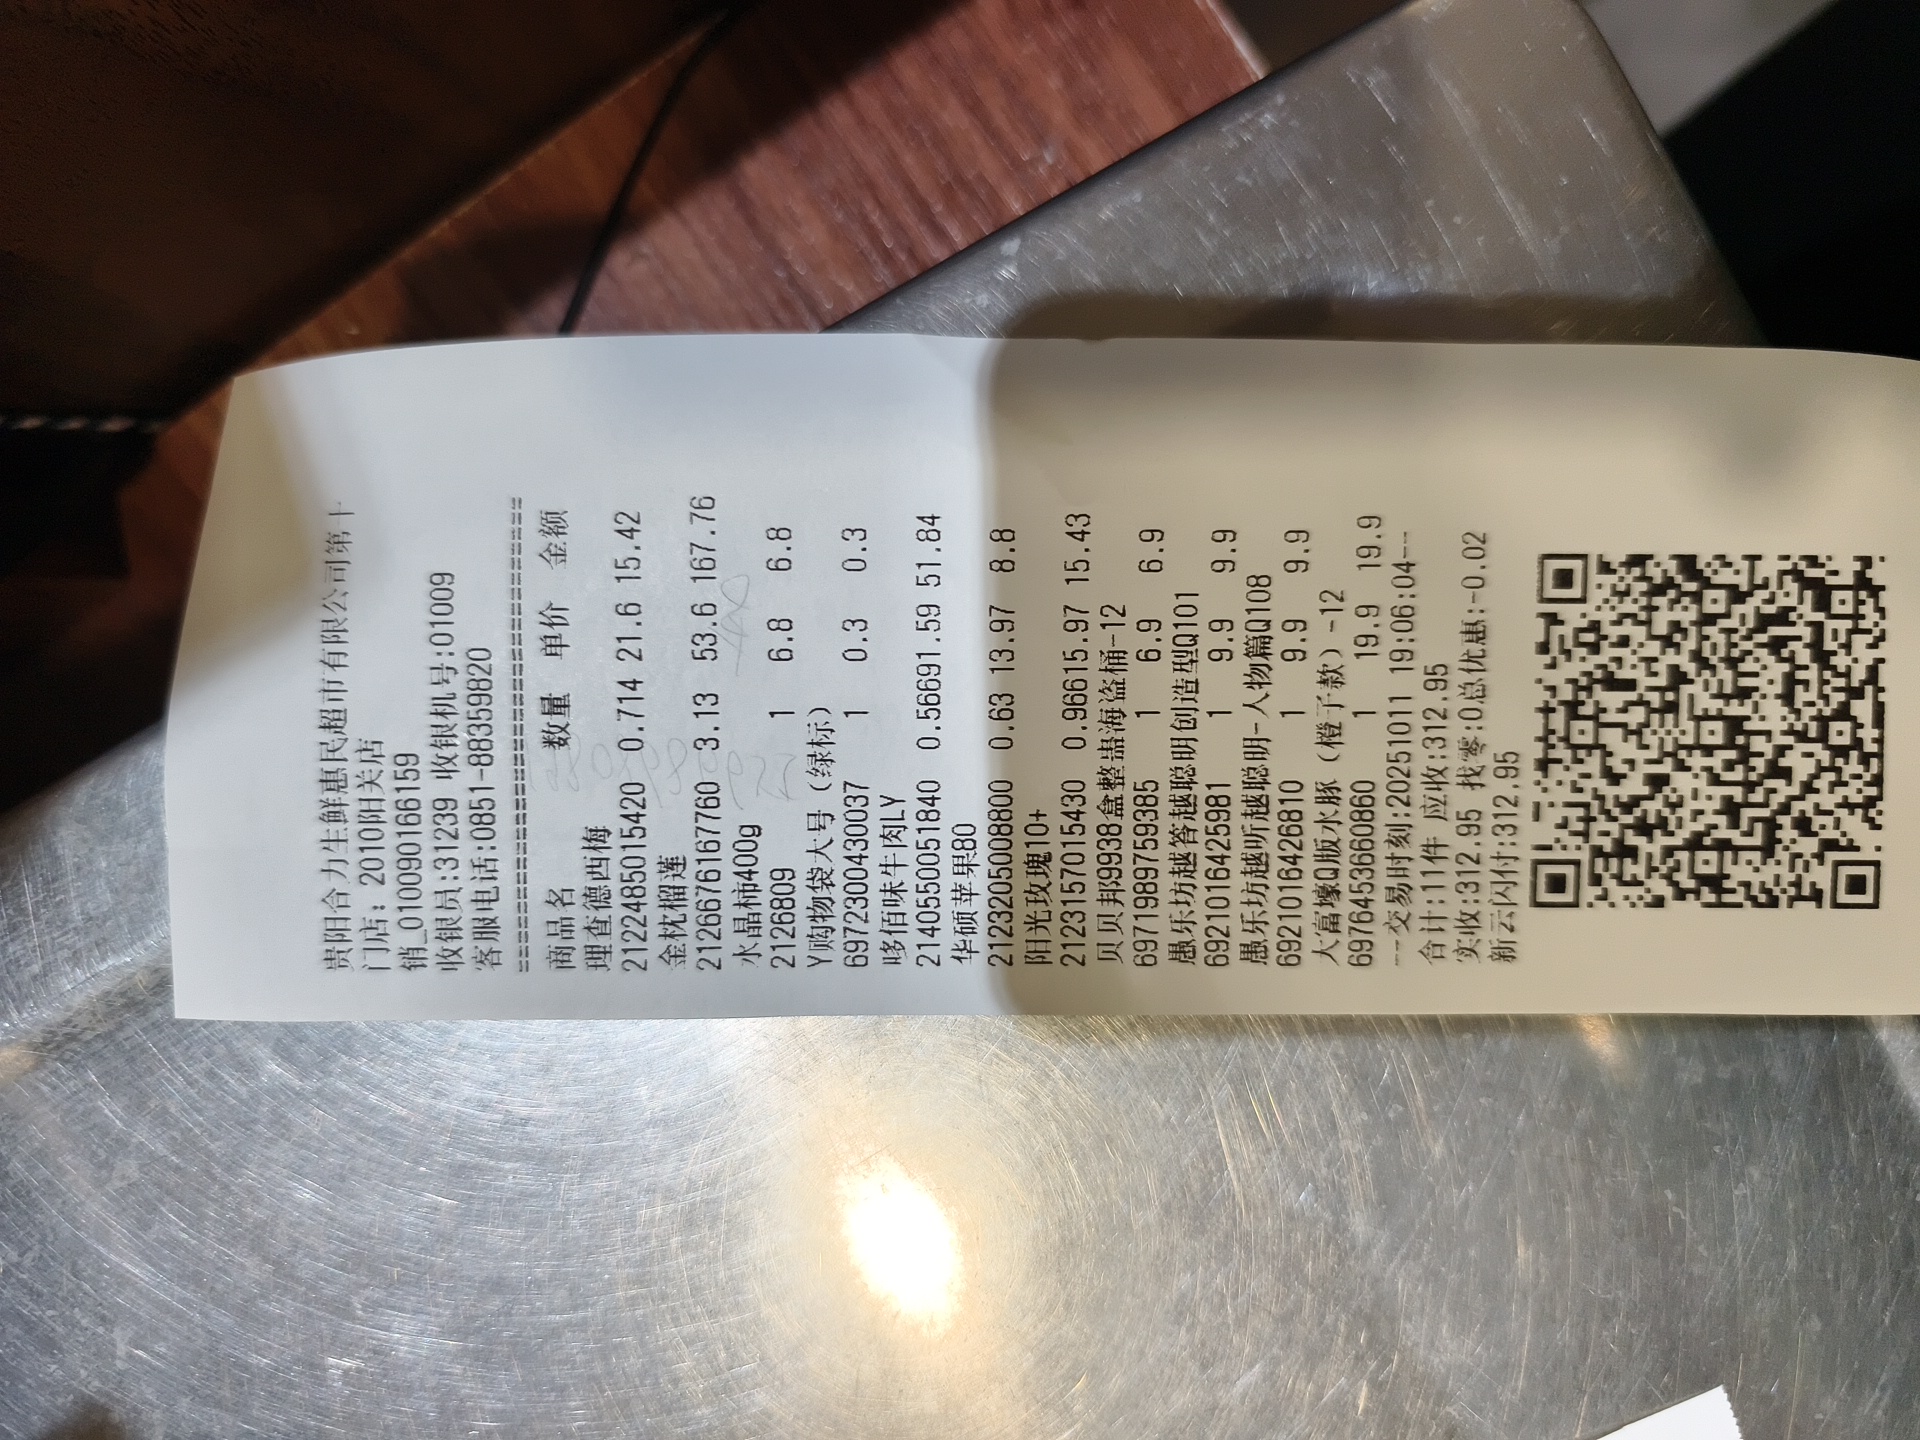 贵阳合力生鲜惠民超市有限公司第十
门店: 2010阳关店
销_01009016616159
收银员:31239 收银机号:01009
客服电话:0851-88359820
商品名 数量 单价 金额
理查德西梅
2122485015420 0.714 21.6 15.42
金枕榴莲
2126676167760 3.13 53.6 167.76
水晶柿400g
2126809 1 6.8 6.8
Y购物袋大号(绿标)
6972300430037 1 0.3 0.3
哆佰味牛肉LY
2140550051840 0.56691.59 51.84
华硕苹果80
2123205008800 0.63 13.97 8.8
阳光玫瑰10+
2123157015430 0.96615.97 15.43
贝贝邦9938盒整蛊海盗桶-12
6971989759385 1 6.9 6.9
愚乐坊越答越聪明创造型Q101
6921016425981 1 9.9 9.9
愚乐坊越听越聪明-人物篇Q108
6921016426810 1 9.9 9.9
大富壕Q版水豚(橙子款)-12
6976453660860 1 19.9 19.9
--交易时刻:20251011 19:06:04--
合计:11件 应收:312.95
实收:312.95 找零:0总优惠:-0.02
新云闪付:312.95